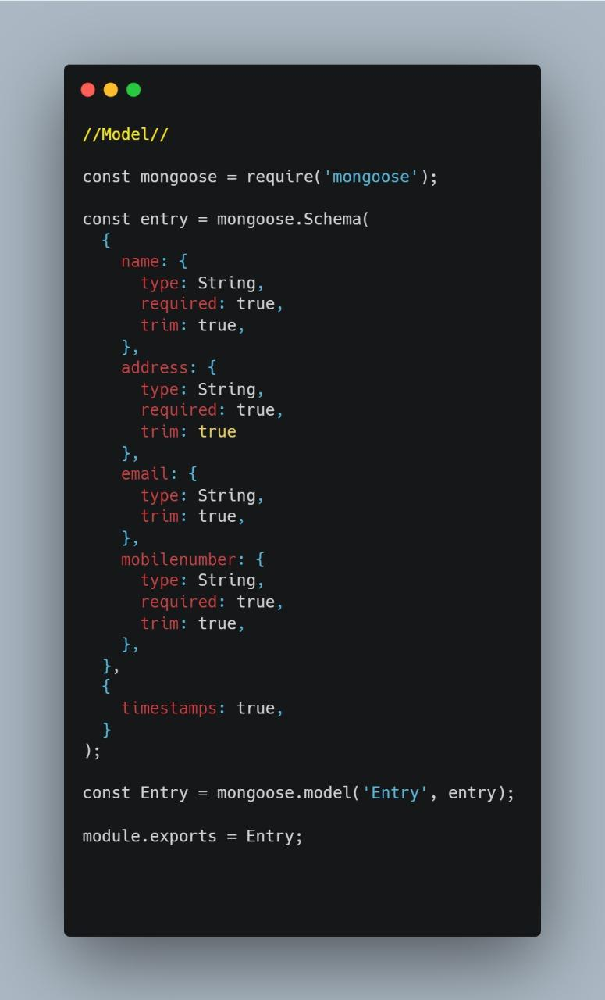 //Model//
const mongoose = require('mongoose');
const entry = mongoose.Schema(
  {
    name: {
      type: String,
      required: true,
      trim: true,
    },
    address: {
      type: String,
      required: true,
      trim: true
    },
    email: {
      type: String,
      trim: true,
    },
    mobilenumber: {
      type: String,
      required: true,
      trim: true,
    },
  },
  {
    timestamps: true,
  }
);
const Entry = mongoose.model('Entry', entry);
module.exports = Entry;